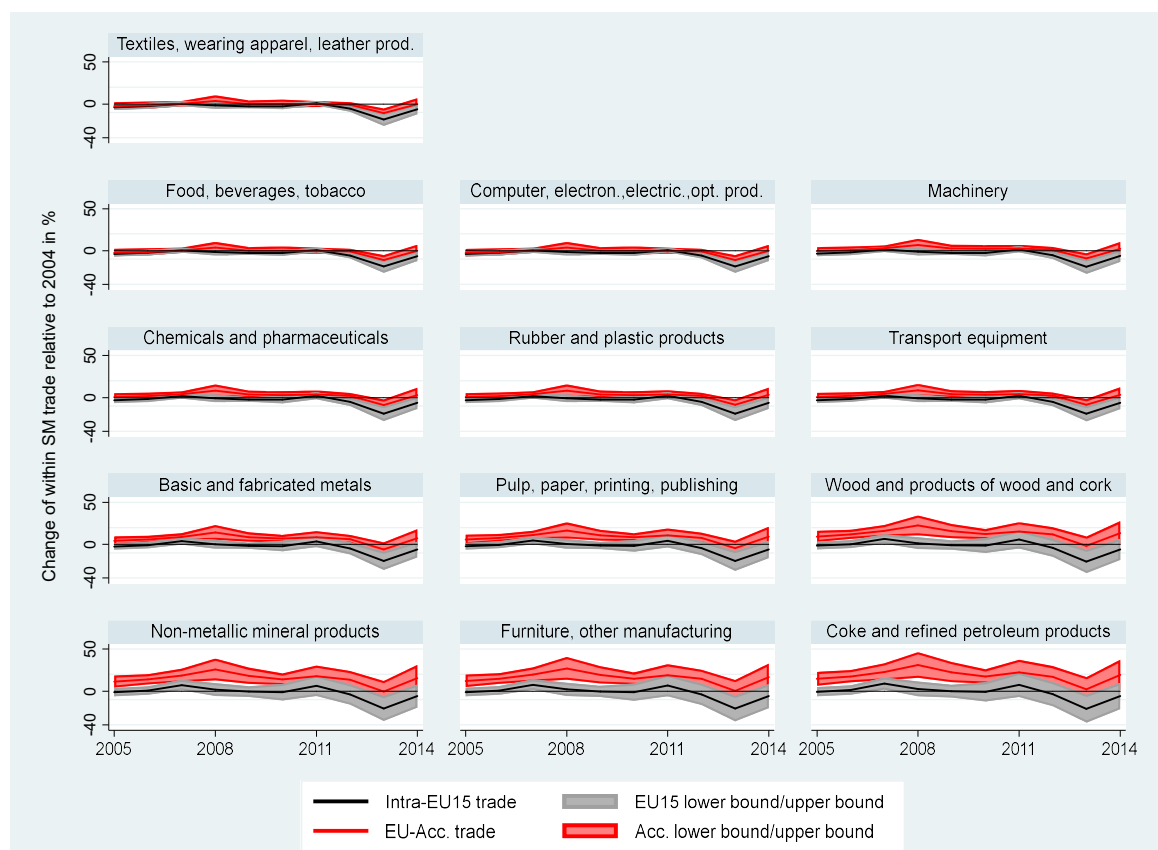 Change of within SM trade relative to 2004 in %
Textiles, wearing apparel, leather prod.
50
0
-40
Food, beverages, tobacco
Computer, electron.,electric.,opt. prod.
Machinery
50
0
-40
Chemicals and pharmaceuticals
Rubber and plastic products
Transport equipment
50
0
-40
Basic and fabricated metals
Pulp, paper, printing, publishing
Wood and products of wood and cork
50
0
-40
Non-metallic mineral products
Furniture, other manufacturing
Coke and refined petroleum products
50
0
-40
2005 2008 2011 2014 2005 2008 2011 2014 2005 2008 2011 2014
Intra-EU15 trade EU15 lower bound/upper bound
EU-Acc. trade Acc. lower bound/upper bound